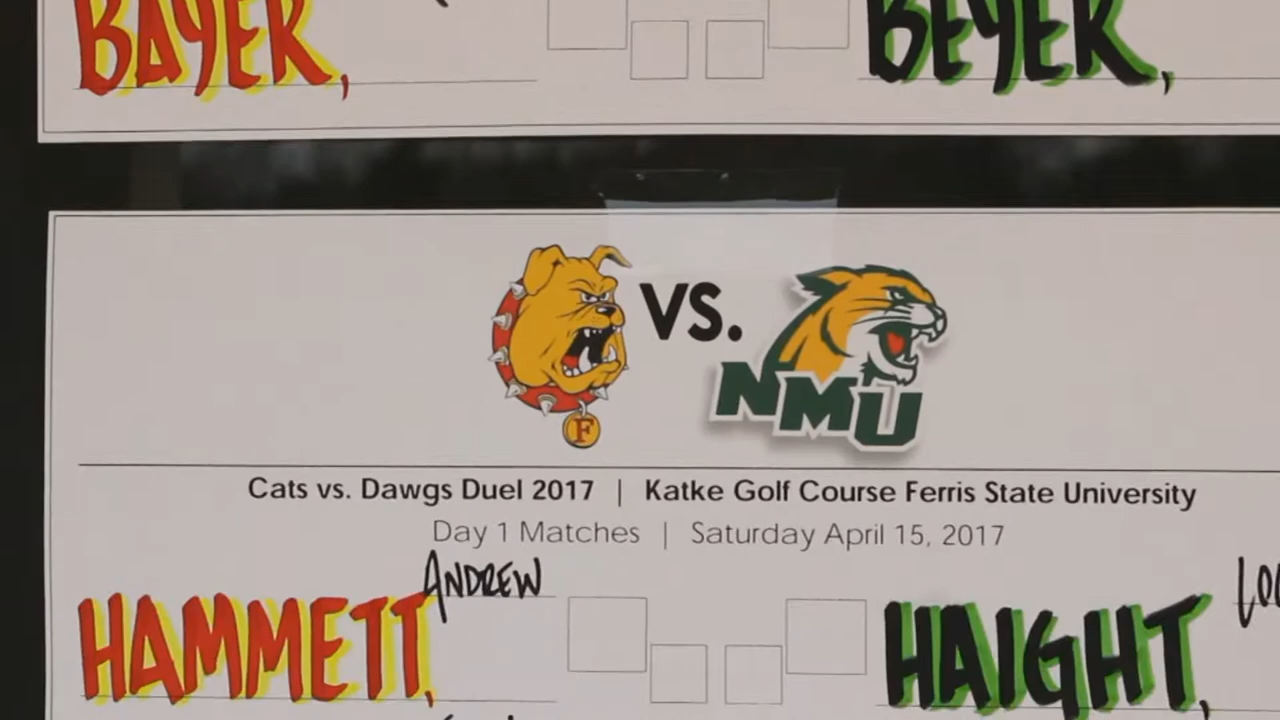 BAYER,
BEYER,
VS.
F
NMU
Cats vs. Dawgs Duel 2017 | Katke Golf Course Ferris State University
Day 1 Matches | Saturday April 15, 2017
HAMMETT, ANDREW
HAIGHT,